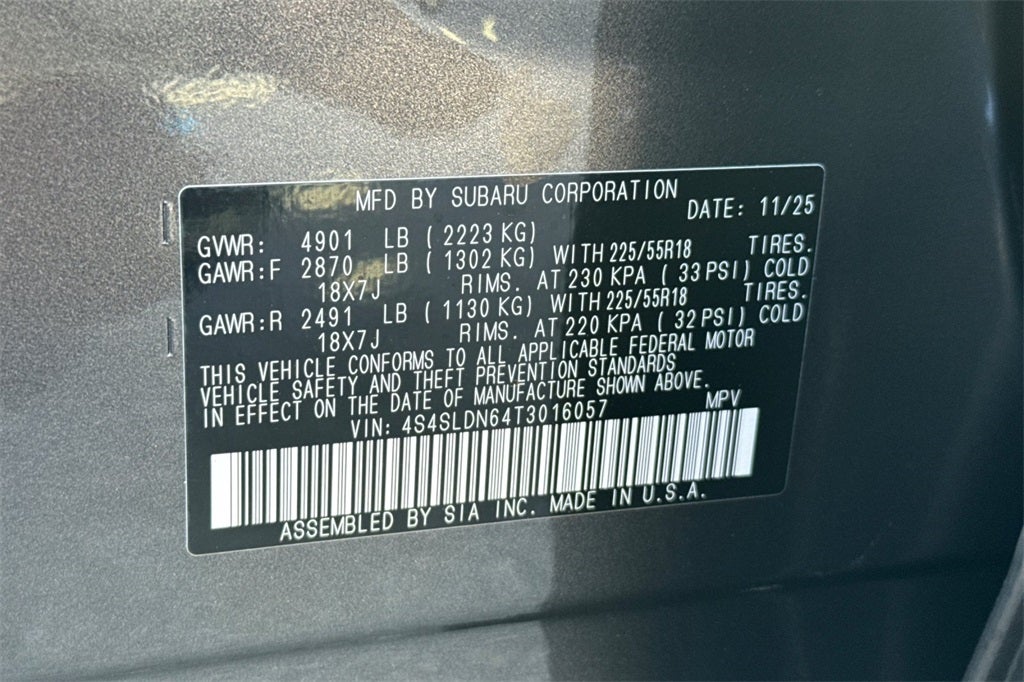 MFD BY SUBARU CORPORATION
DATE: 11/25
GVWR: 4901 LB ( 2223 KG)
GAWR:F 2870 LB ( 1302 KG) WITH 225/55R18 TIRES.
18X7J RIMS. AT 230 KPA ( 33 PSI) COLD
GAWR:R 2491 LB ( 1130 KG) WITH 225/55R18 TIRES.
18X7J RIMS. AT 220 KPA ( 32 PSI) COLD
THIS VEHICLE CONFORMS TO ALL APPLICABLE FEDERAL MOTOR
VEHICLE SAFETY AND THEFT PREVENTION STANDARDS
IN EFFECT ON THE DATE OF MANUFACTURE SHOWN ABOVE.
VIN: 4S4SLDN64T3016057 MPV
ASSEMBLED BY SIA INC. MADE IN U.S.A.